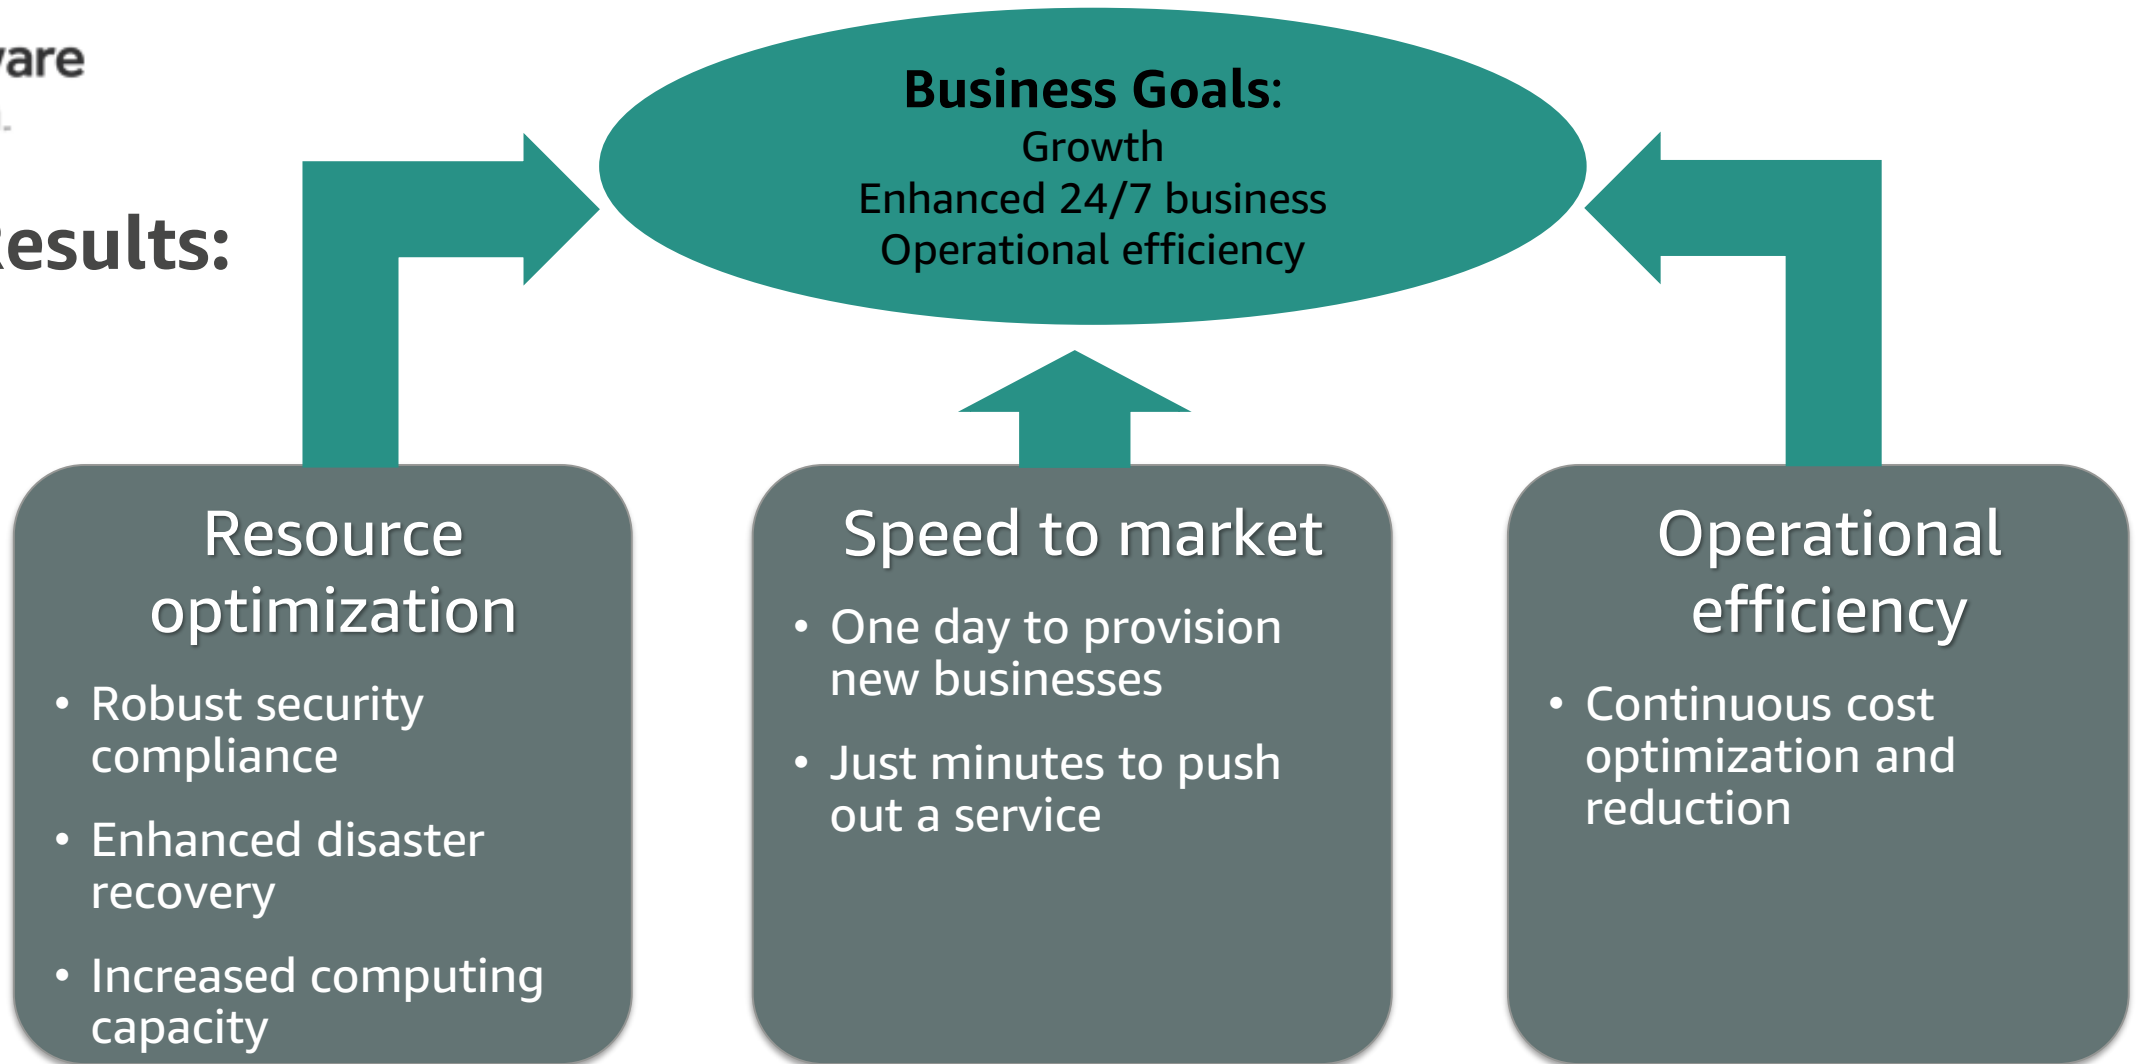 Business Goals:
Growth
Enhanced 24/7 business
Operational efficiency
Results:
Resource
optimization
• Robust security
compliance
• Enhanced disaster
recovery
• Increased computing
capacity
Speed to market
• One day to provision
new businesses
• Just minutes to push
out a service
Operational
efficiency
• Continuous cost
optimization and
reduction